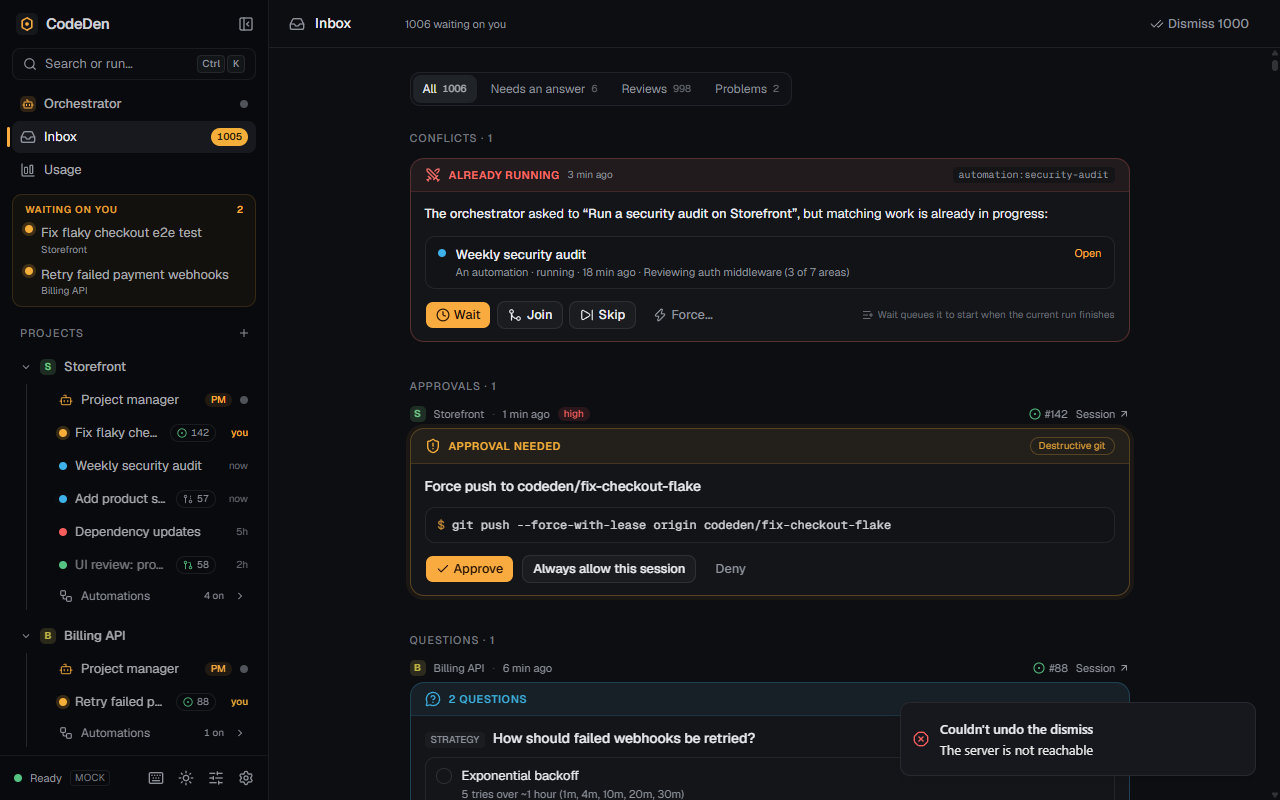 CodeDen
Search or run... Ctrl K
Orchestrator
Inbox 1005
Usage
WAITING ON YOU 2
Fix flaky checkout e2e test
Storefront
Retry failed payment webhooks
Billing API
PROJECTS
S Storefront
Project manager PM
Fix flaky che... 142 you
Weekly security audit now
Add product s... 57 now
Dependency updates 5h
UI review: pro... 58 2h
Automations 4 on
B Billing API
Project manager PM
Retry failed p... 88 you
Automations 1 on
Ready MOCK
Inbox 1006 waiting on you Dismiss 1000
All 1006 Needs an answer 6 Reviews 998 Problems 2
CONFLICTS · 1
ALREADY RUNNING 3 min ago automation:security-audit
The orchestrator asked to “Run a security audit on Storefront”, but matching work is already in progress:
Weekly security audit Open
An automation · running · 18 min ago · Reviewing auth middleware (3 of 7 areas)
Wait Join Skip Force... Wait queues it to start when the current run finishes
APPROVALS · 1
S Storefront · 1 min ago high #142 Session
APPROVAL NEEDED Destructive git
Force push to codeden/fix-checkout-flake
$ git push --force-with-lease origin codeden/fix-checkout-flake
Approve Always allow this session Deny
QUESTIONS · 1
B Billing API · 6 min ago #88 Session
2 QUESTIONS
STRATEGY How should failed webhooks be retried?
Exponential backoff
5 tries over ~1 hour (1m, 4m, 10m, 20m, 30m)
Couldn't undo the dismiss
The server is not reachable